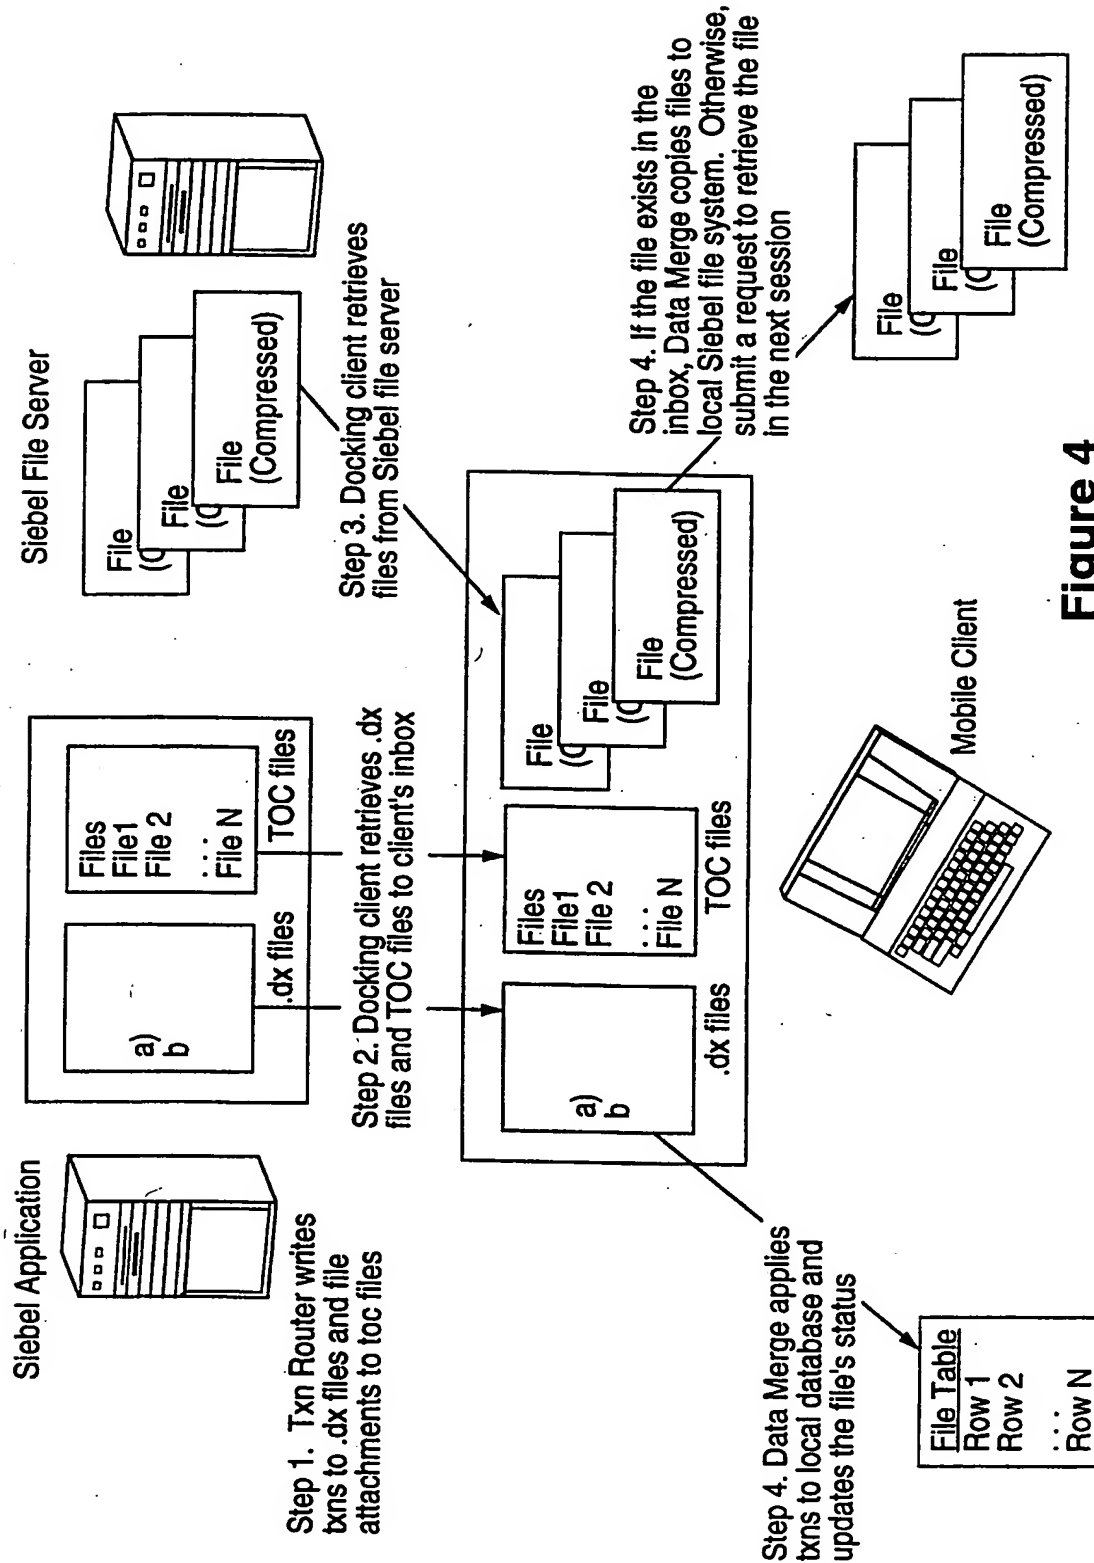 Siebel Application
Siebel File Server
Step 1. Txn Router writes
txns to .dx files and file
attachments to toc files
a)
b
.dx files
Files
File1
File 2
...
File N
TOC files
File
(C
File
(C
File
(Compressed)
Step 2. Docking client retrieves .dx
files and TOC files to client's inbox
Step 3. Docking client retrieves
files from Siebel file server
a)
b
.dx files
Files
File1
File 2
...
File N
TOC files
File
(C
File
(C
File
(Compressed)
Step 4. Data Merge applies
txns to local database and
updates the file's status
Step 4. If the file exists in the
inbox, Data Merge copies files to
local Siebel file system. Otherwise,
submit a request to retrieve the file
in the next session
File Table
Row 1
Row 2
...
Row N
Mobile Client
File
(C
File
(C
File
(Compressed)
Figure 4